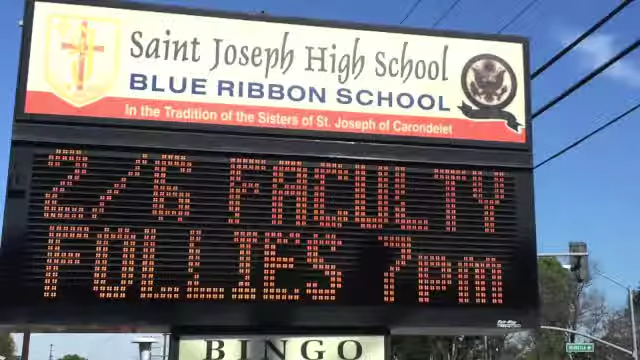 Saint Joseph High School
BLUE RIBBON SCHOOL
In the Tradition of the Sisters of St. Joseph of Carondelet
2/6 FACULTY
FOLLIES 7pm
BINGO